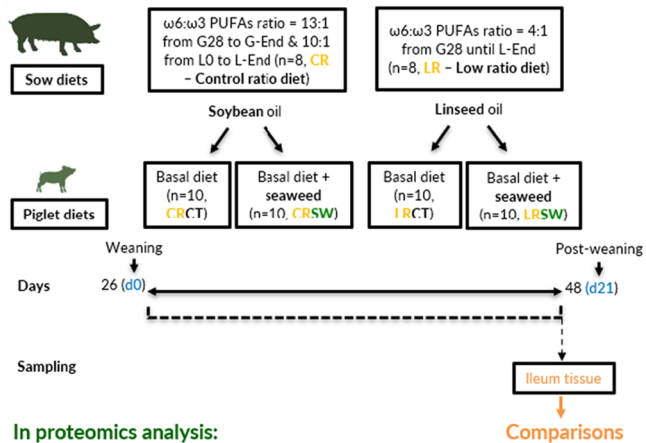 ω6:ω3 PUFAs ratio = 13:1
from G28 to G-End & 10:1
from L0 to L-End (n=8, CR
– Control ratio diet)
ω6:ω3 PUFAs ratio = 4:1
from G28 until L-End
(n=8, LR – Low ratio diet)
Sow diets
Soybean oil
Linseed oil
Basal diet
(n=10,
CRCT)
Basal diet +
seaweed
(n=10, CRSW)
Basal diet
(n=10,
LRCT)
Basal diet +
seaweed
(n=10, LRSW)
Piglet diets
Weaning
Post-weaning
Days
26 (d0)
48 (d21)
Sampling
Ileum tissue
In proteomics analysis:
Comparisons